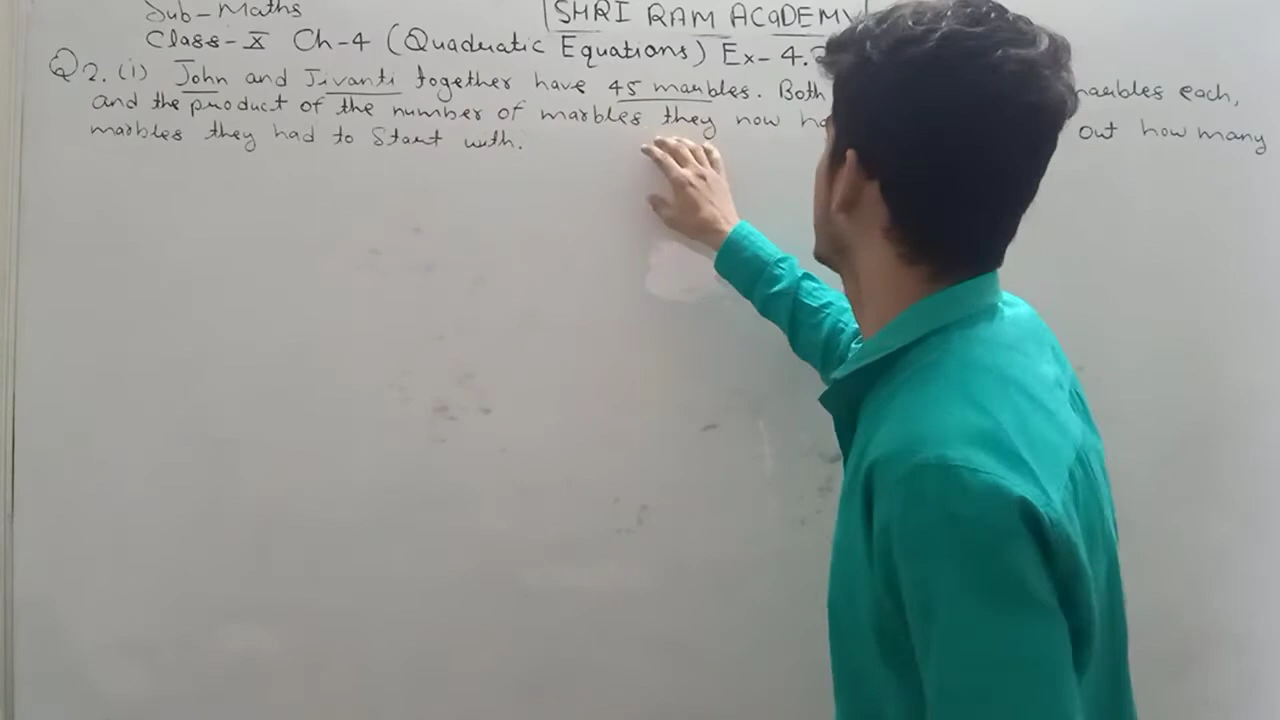 Sub-Maths
SHRI RAM ACADEMY
Class-X Ch-4 (Quadratic Equations) Ex-4.2
Q2. (i) John and Jivanti together have 45 marbles. Both marbles each,
and the product of the number of marbles they now out how many
marbles they had to Start with.